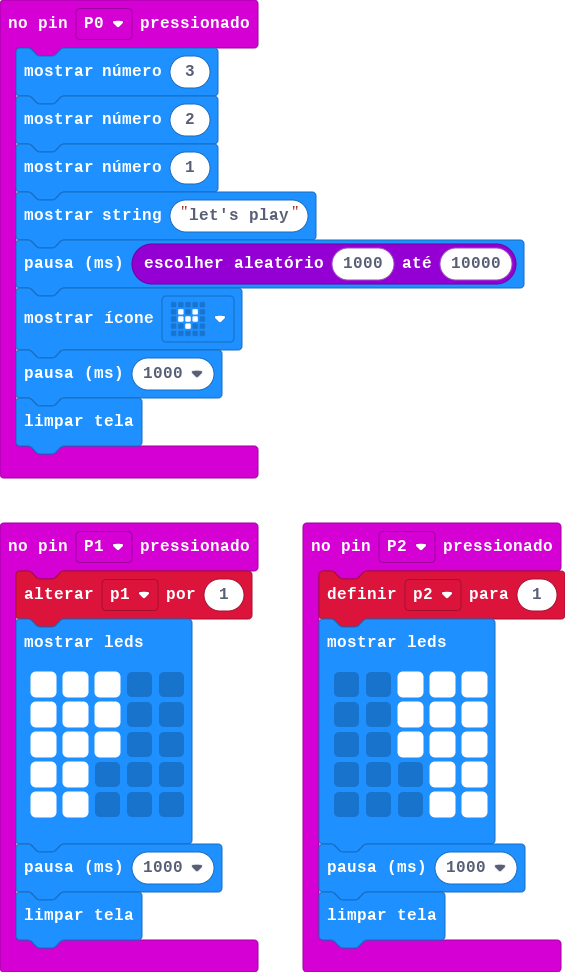 no pin P0 pressionado
mostrar número 3
mostrar número 2
mostrar número 1
mostrar string "let's play"
pausa (ms) escolher aleatório 1000 até 10000
mostrar ícone
pausa (ms) 1000
limpar tela
no pin P1 pressionado
alterar p1 por 1
mostrar leds
pausa (ms) 1000
limpar tela
no pin P2 pressionado
definir p2 para 1
mostrar leds
pausa (ms) 1000
limpar tela